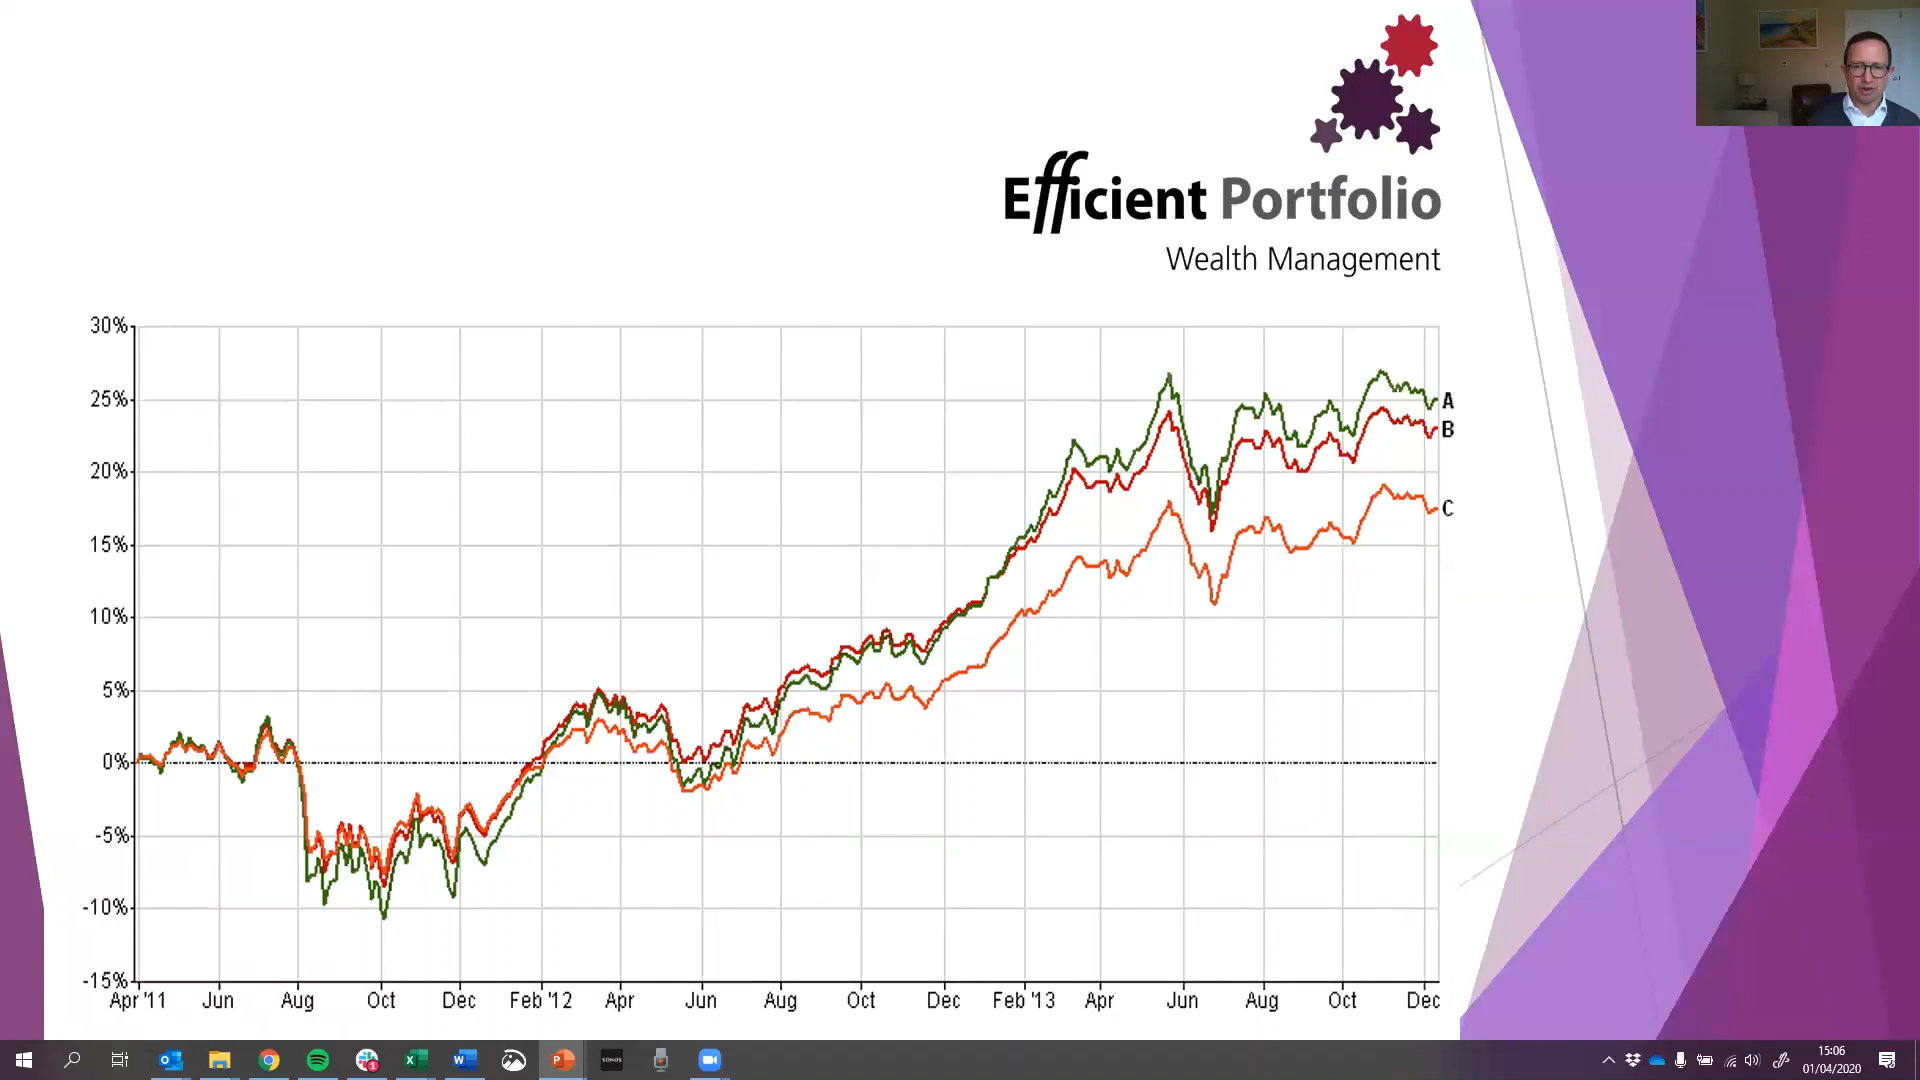 Efficient Portfolio
Wealth Management
30%
25%
20%
15%
10%
5%
0%
-5%
-10%
-15%
A
B
C
Apr '11 Jun Aug Oct Dec Feb '12 Apr Jun Aug Oct Dec Feb '13 Apr Jun Aug Oct Dec
SONOS
15:06
01/04/2020